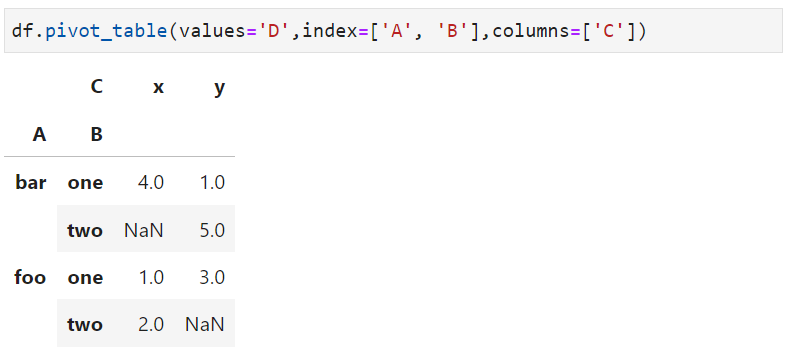 df.pivot_table(values='D',index=['A', 'B'],columns=['C'])
C x y
A B
bar one 4.0 1.0
two NaN 5.0
foo one 1.0 3.0
two 2.0 NaN